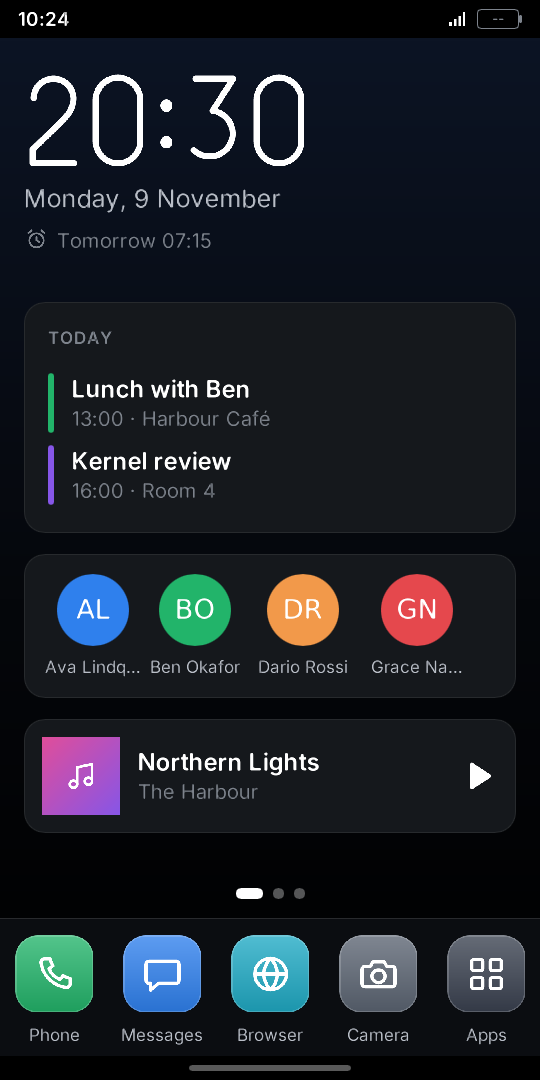 10:24
--
20:30
Monday, 9 November
Tomorrow 07:15
TODAY
Lunch with Ben
13:00 · Harbour Café
Kernel review
16:00 · Room 4
AL BO DR GN
Ava Lindq... Ben Okafor Dario Rossi Grace Na...
Northern Lights
The Harbour
Phone Messages Browser Camera Apps